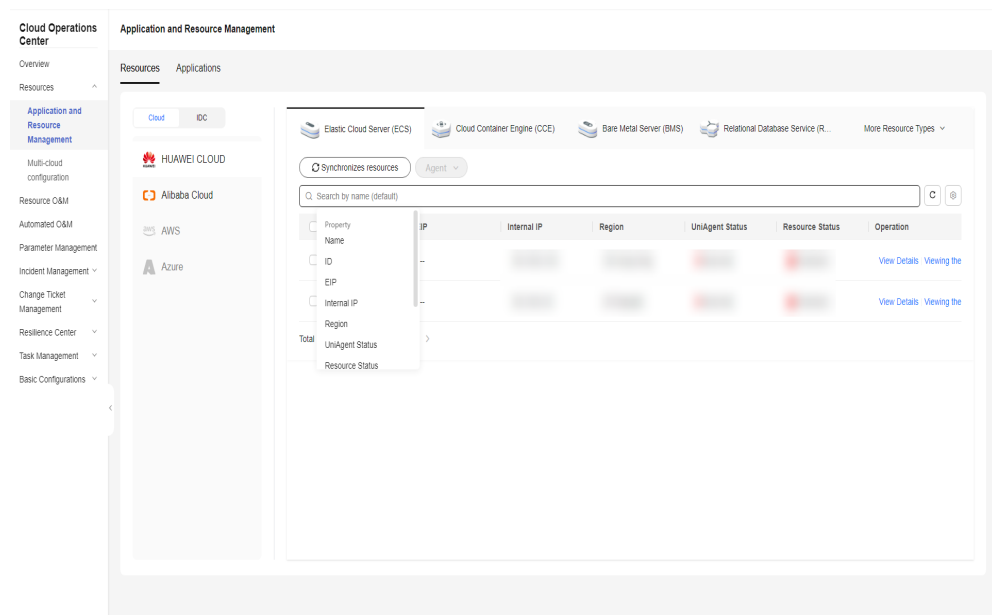 Cloud Operations
Center
Application and Resource Management
Overview
Resources
Application and
Resource
Management
Multi-cloud
configuration
Resource O&M
Automated O&M
Parameter Management
Incident Management
Change Ticket
Management
Resilience Center
Task Management
Basic Configurations
Resources Applications
Cloud IDC
HUAWEI CLOUD
Alibaba Cloud
AWS
Azure
Elastic Cloud Server (ECS) Cloud Container Engine (CCE) Bare Metal Server (BMS) Relational Database Service (R... More Resource Types
Synchronizes resources Agent
Search by name (default)
IP Internal IP Region UniAgent Status Resource Status Operation
Property
Name
ID
EIP
Internal IP
Region
UniAgent Status
Resource Status
-- View Details Viewing the
-- View Details Viewing the
Total